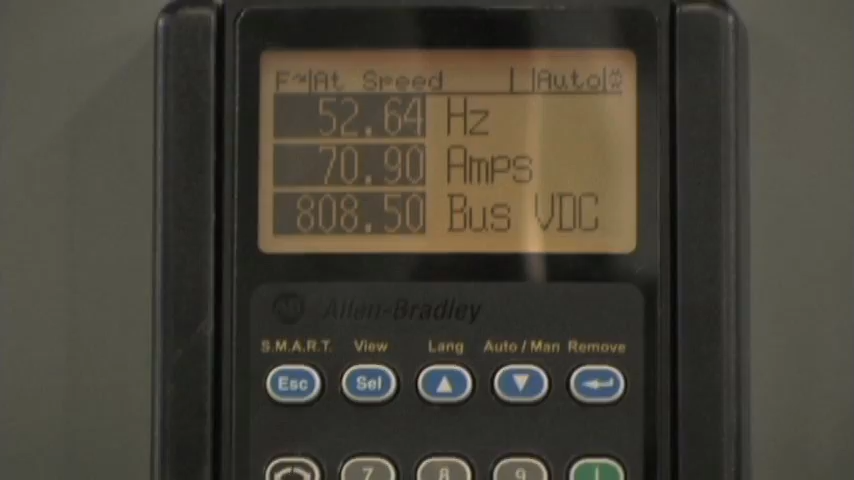 F At Speed L Auto
52.64 Hz
70.90 Amps
808.50 Bus VDC
AB Allen-Bradley
S.M.A.R.T. View Lang Auto / Man Remove
Esc Sel
7 8 9